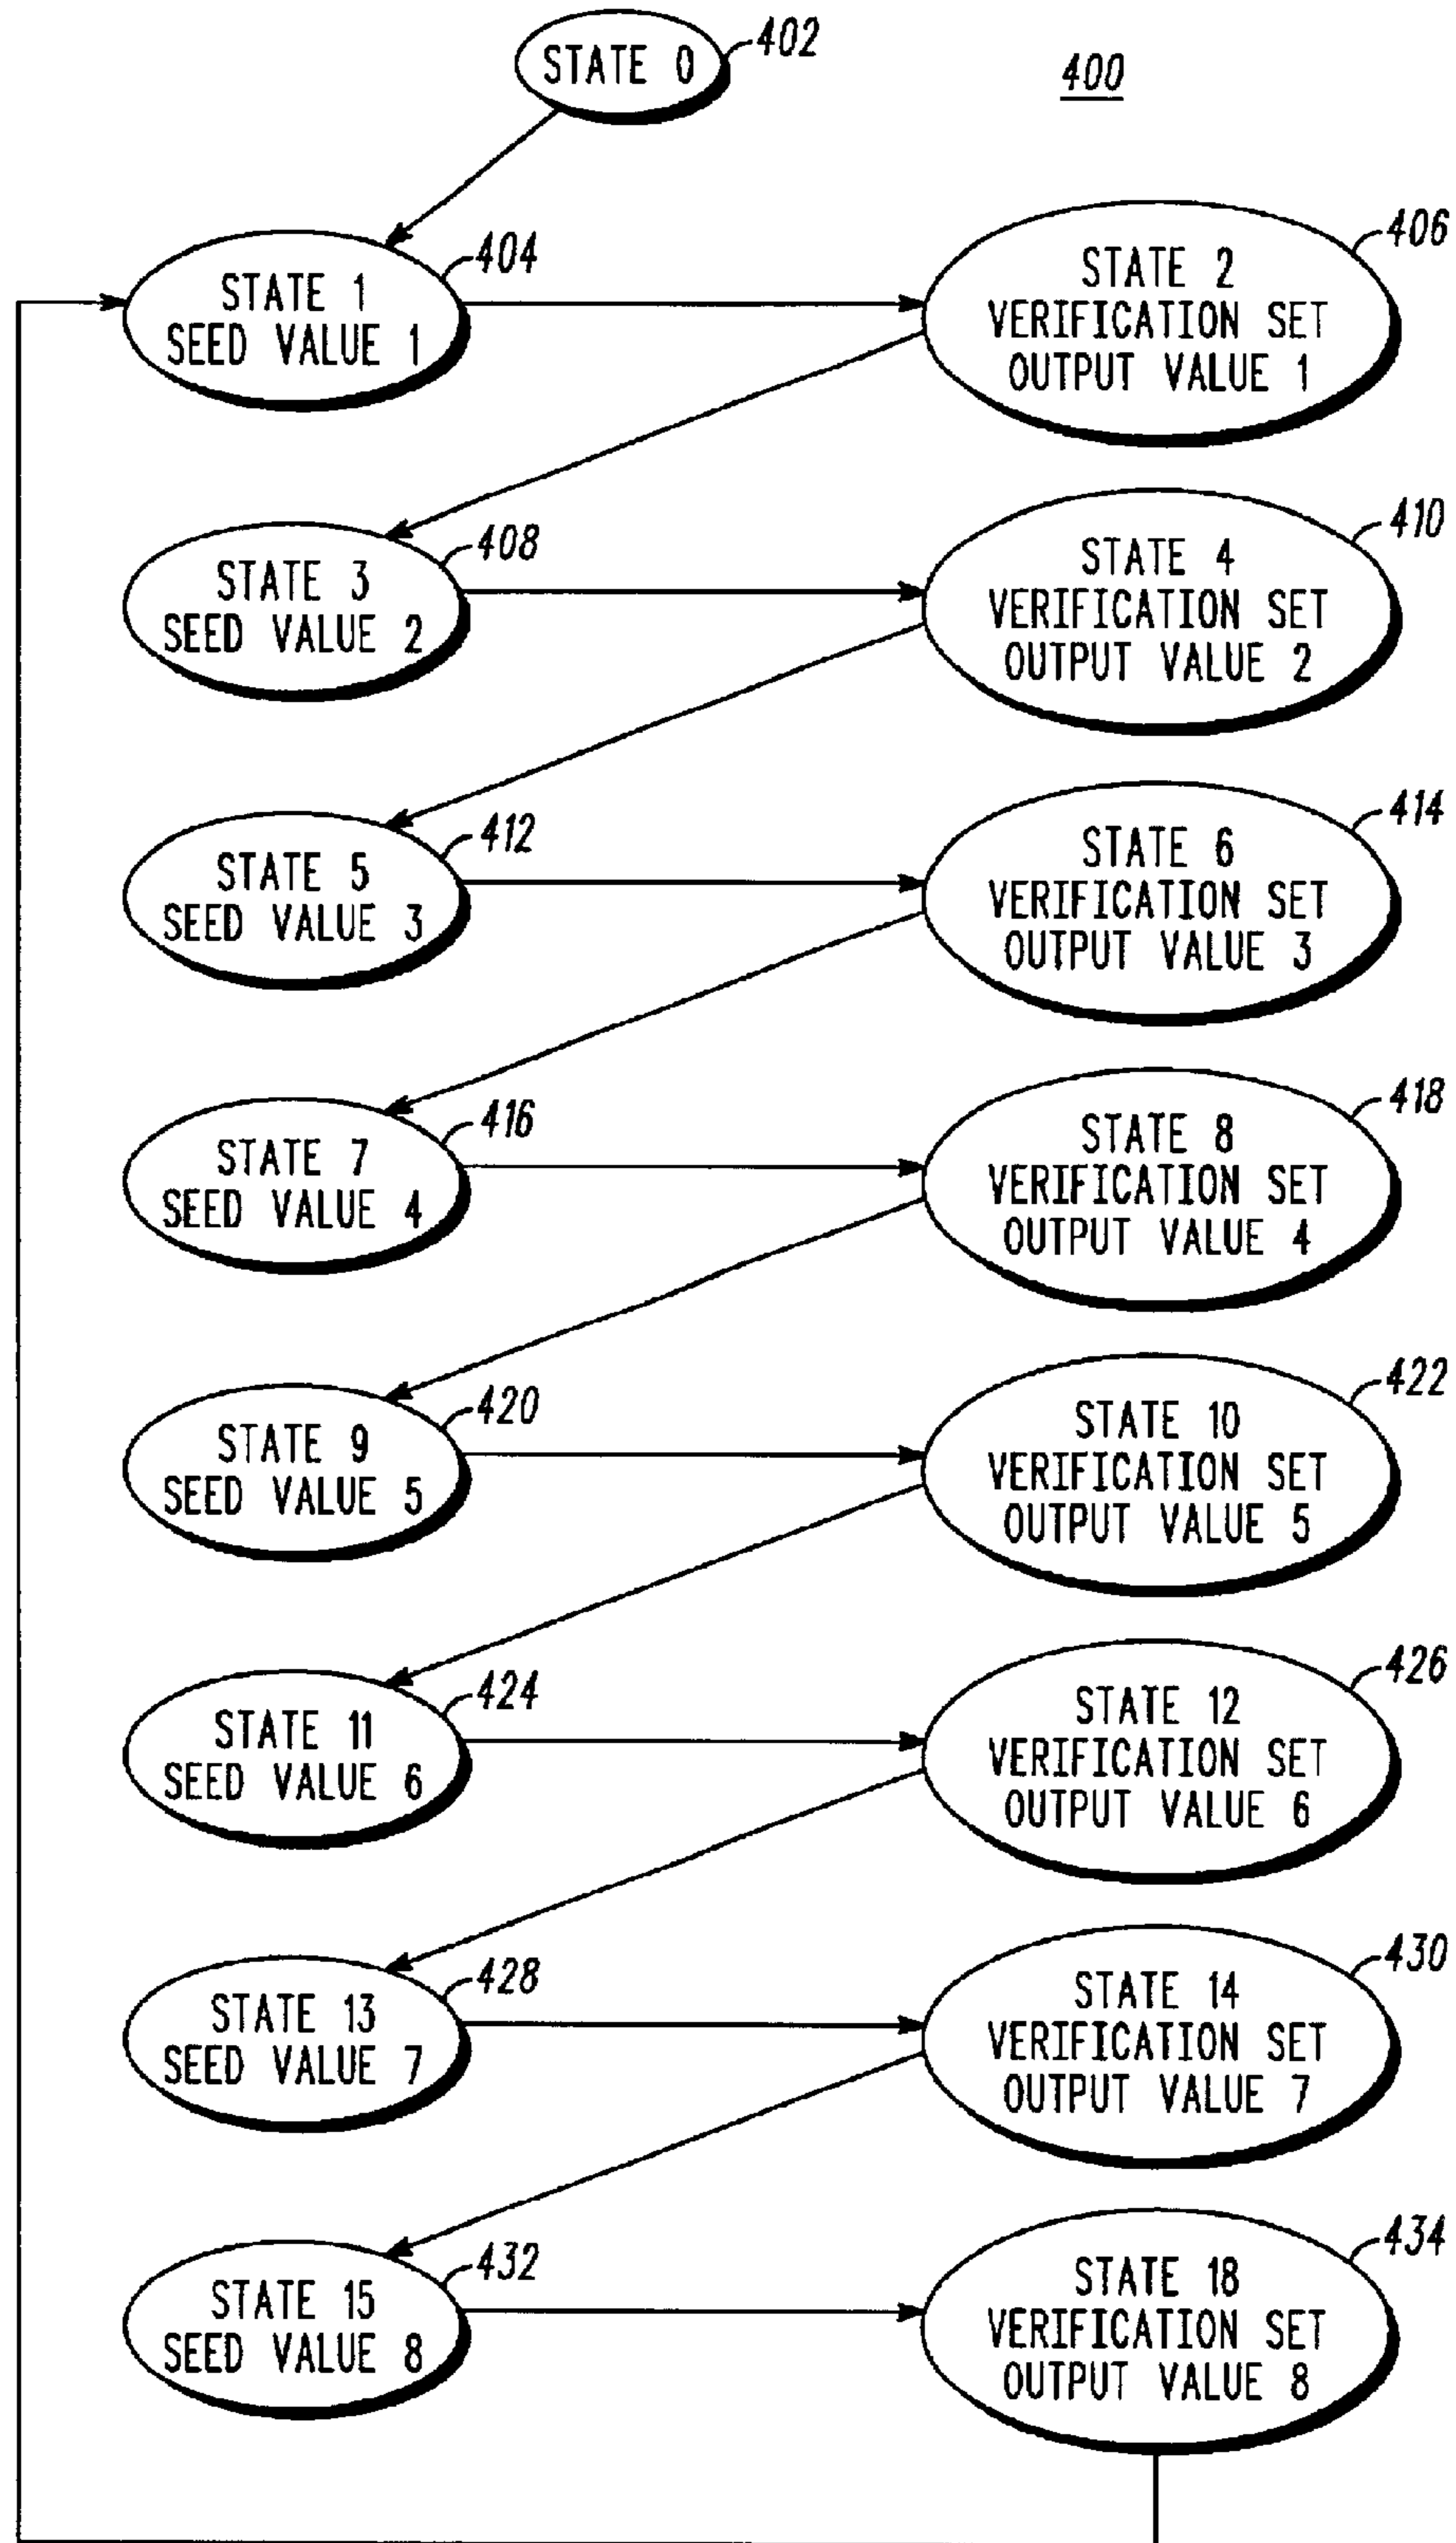 STATE 0
402
400
STATE 1
SEED VALUE 1
404
STATE 2
VERIFICATION SET
OUTPUT VALUE 1
406
STATE 3
SEED VALUE 2
408
STATE 4
VERIFICATION SET
OUTPUT VALUE 2
410
STATE 5
SEED VALUE 3
412
STATE 6
VERIFICATION SET
OUTPUT VALUE 3
414
STATE 7
SEED VALUE 4
416
STATE 8
VERIFICATION SET
OUTPUT VALUE 4
418
STATE 9
SEED VALUE 5
420
STATE 10
VERIFICATION SET
OUTPUT VALUE 5
422
STATE 11
SEED VALUE 6
424
STATE 12
VERIFICATION SET
OUTPUT VALUE 6
426
STATE 13
SEED VALUE 7
428
STATE 14
VERIFICATION SET
OUTPUT VALUE 7
430
STATE 15
SEED VALUE 8
432
STATE 18
VERIFICATION SET
OUTPUT VALUE 8
434